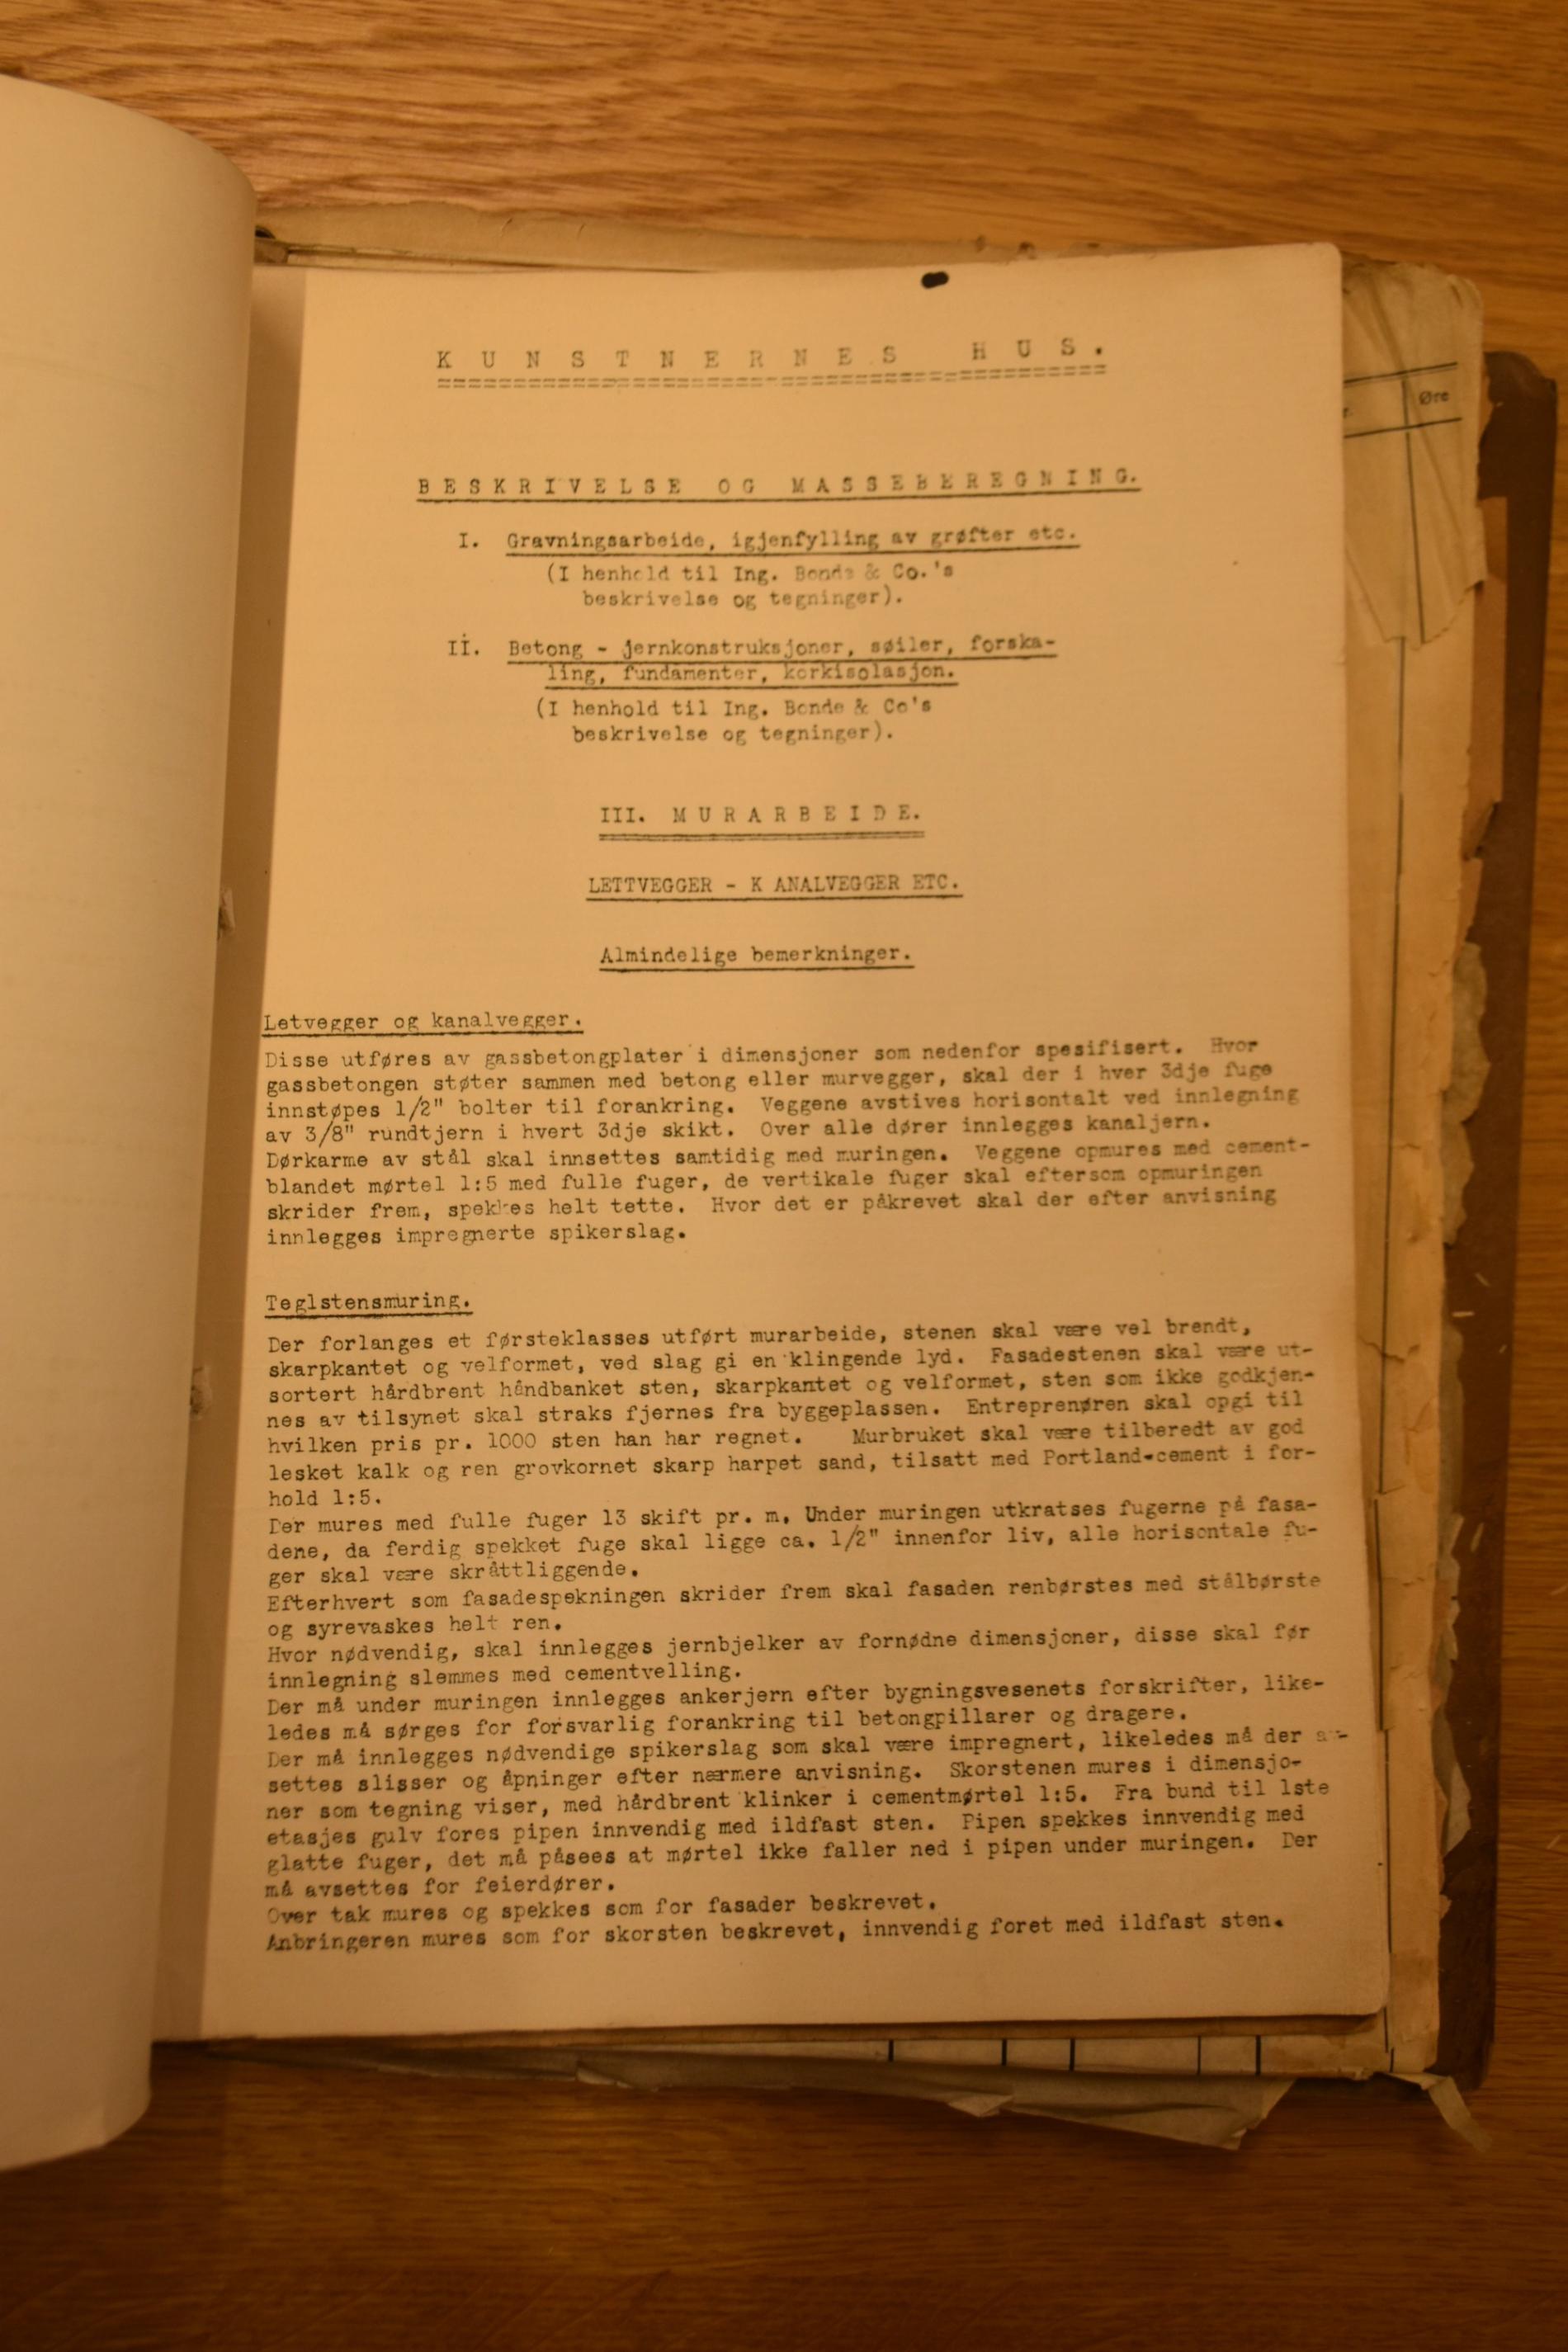 KUNSTNERNES HUS.
BESKRIVELSE OG MASSEBEREGNING.
I. Gravningsarbeide, igjenfylling av grøfter etc.
(I henhold til Ing. Bonde & Co.'s
beskrivelse og tegninger).
II. Betong - jernkonstruksjoner, søiler, forska-
ling, fundamenter, korkisolasjon.
(I henhold til Ing. Bonde & Co's
beskrivelse og tegninger).
III. MURARBEIDE.
LETTVEGGER - K ANALVEGGER ETC.
Almindelige bemerkninger.
Letvegger og kanalvegger.
Disse utføres av gassbetongplater i dimensjoner som nedenfor spesifisert. Hvor
gassbetongen støter sammen med betong eller murvegger, skal der i hver 3dje fuge
innstøpes 1/2" bolter til forankring. Veggene avstives horisontalt ved innlegning
av 3/8" rundtjern i hvert 3dje skikt. Over alle dører innlegges kanaljern.
Dørkarme av stål skal innsettes samtidig med muringen. Veggene opmures med cement-
blandet mørtel 1:5 med fulle fuger, de vertikale fuger skal eftersom opmuringen
skrider frem, spekkes helt tette. Hvor det er påkrevet skal der efter anvisning
innlegges impregnerte spikerslag.
Teglstensmuring.
Der forlanges et førsteklasses utført murarbeide, stenen skal være vel brendt,
skarpkantet og velformet, ved slag gi en klingende lyd. Fasadestenen skal være ut-
sortert hårdbrent håndbanket sten, skarpkantet og velformet, sten som ikke godkjen-
nes av tilsynet skal straks fjernes fra byggeplassen. Entreprenøren skal opgi til
hvilken pris pr. 1000 sten han har regnet. Murbruket skal være tilberedt av god
lesket kalk og ren grovkornet skarp harpet sand, tilsatt med Portland-cement i for-
hold 1:5.
Der mures med fulle fuger 13 skift pr. m. Under muringen utkratses fugerne på fasa-
dene, da ferdig spekket fuge skal ligge ca. 1/2" innenfor liv, alle horisontale fu-
ger skal være skråttliggende.
Efterhvert som fasadespekningen skrider frem skal fasaden renbørstes med stålbørste
og syrevaskes helt ren.
Hvor nødvendig, skal innlegges jernbjelker av fornødne dimensjoner, disse skal før
innlegning slemmes med cementvelling.
Der må under muringen innlegges ankerjern efter bygningsvesenets forskrifter, like-
ledes må sørges for forsvarlig forankring til betongpillarer og dragere.
Der må innlegges nødvendige spikerslag som skal være impregnert, likeledes må der av-
settes slisser og åpninger efter nærmere anvisning. Skorstenen mures i dimensjo-
ner som tegning viser, med hårdbrent klinker i cementmørtel 1:5. Fra bund til 1ste
etasjes gulv fores pipen innvendig med ildfast sten. Pipen spekkes innvendig med
glatte fuger, det må påsees at mørtel ikke faller ned i pipen under muringen. Der
må avsettes for feierdører.
Over tak mures og spekkes som for fasader beskrevet.
Anbringeren mures som for skorsten beskrevet, innvendig foret med ildfast sten.
Øre